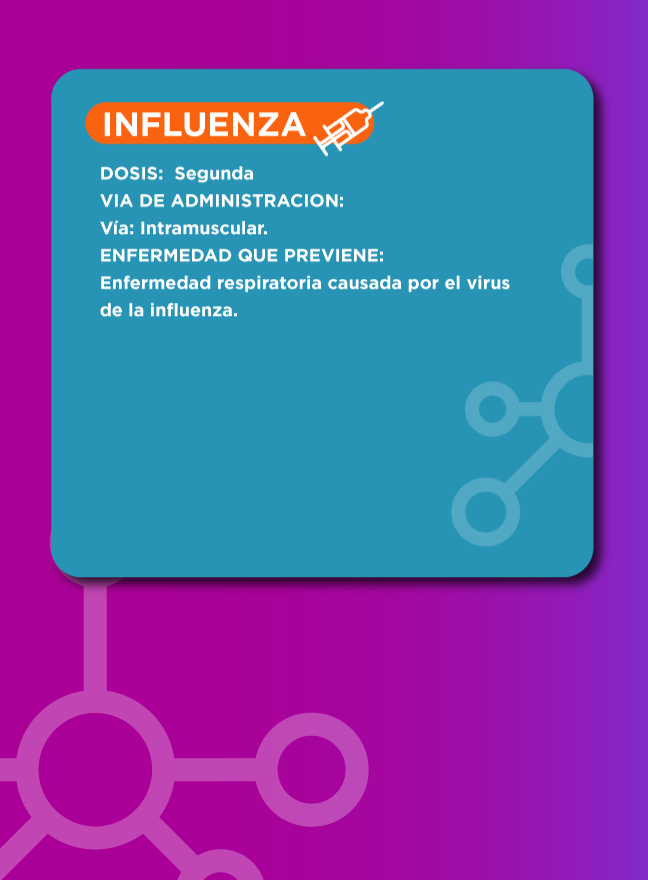 INFLUENZA
DOSIS: Segunda
VIA DE ADMINISTRACION:
Vía: Intramuscular.
ENFERMEDAD QUE PREVIENE:
Enfermedad respiratoria causada por el virus
de la influenza.